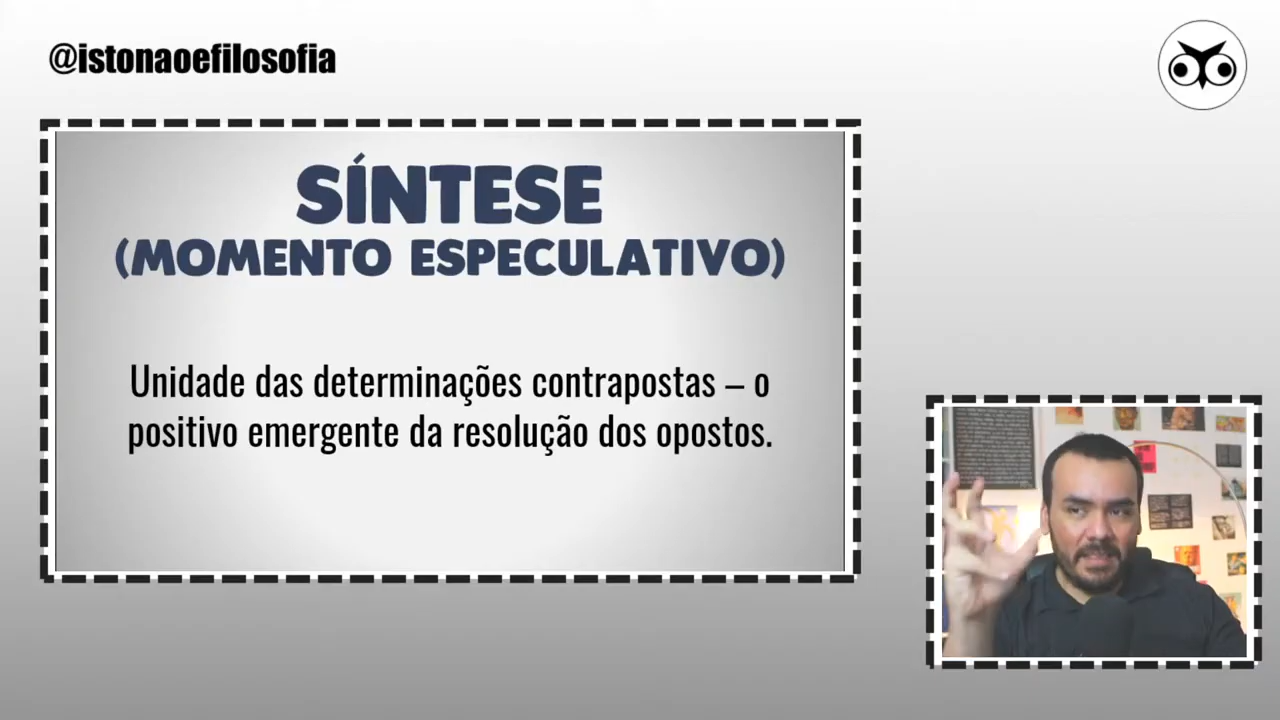 @istonaoefilosofia
SÍNTESE
(MOMENTO ESPECULATIVO)
Unidade das determinações contrapostas – o
positivo emergente da resolução dos opostos.